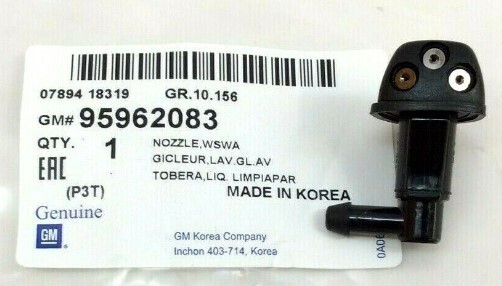 07894 18319 GR.10.156
GM# 95962083
QTY. 1 NOZZLE,WSWA
GICLEUR,LAV.GL.AV
TOBERA,LIQ. LIMPIAPAR
EAC
(P3T) MADE IN KOREA
Genuine
GM
GM Korea Company
Inchon 403-714, Korea